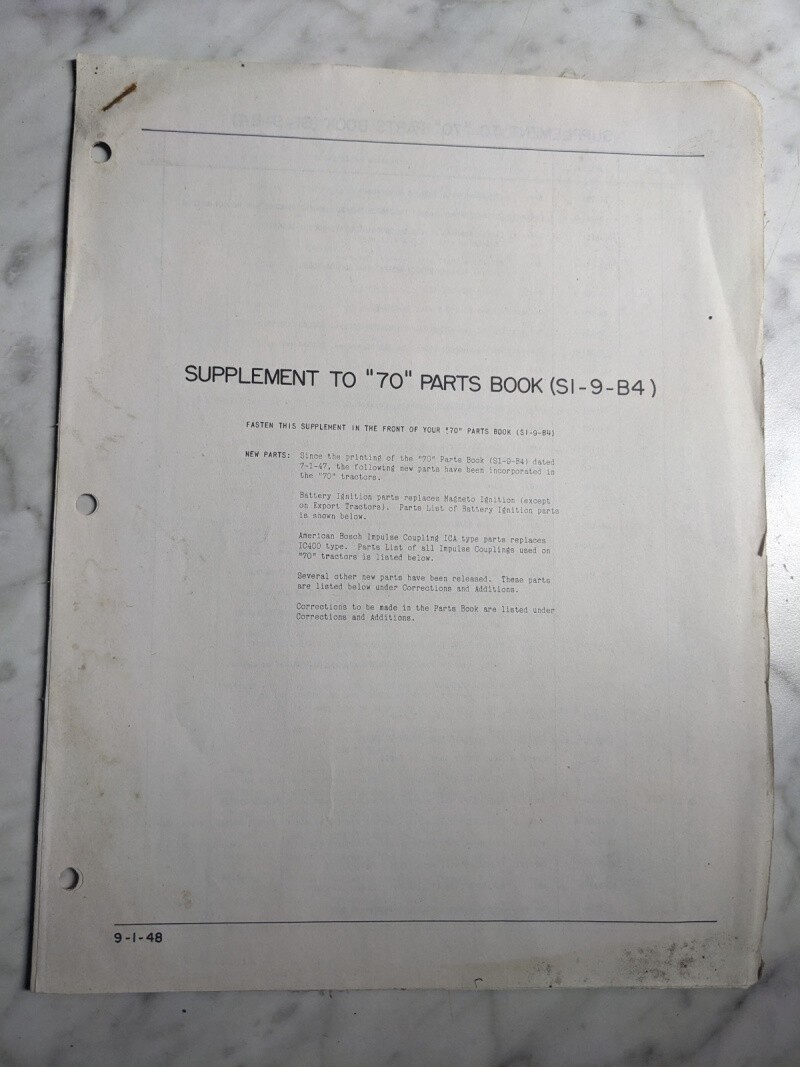 SUPPLEMENT TO "70" PARTS BOOK (SI-9-B4)
FASTEN THIS SUPPLEMENT IN THE FRONT OF YOUR "70" PARTS BOOK (SI-9-B4)
NEW PARTS: Since the printing of the "70" Parts Book (SI-9-B4) dated
7-1-47, the following new parts have been incorporated in
the "70" tractors.
Battery Ignition parts replaces Magneto Ignition (except
on Export Tractors). Parts List of Battery Ignition parts
is shown below.
American Bosch Impulse Coupling ICA type parts replaces
IC400 type. Parts List of all Impulse Couplings used on
"70" tractors is listed below.
Several other new parts have been released. These parts
are listed below under Corrections and Additions.
Corrections to be made in the Parts Book are listed under
Corrections and Additions.
9-1-48